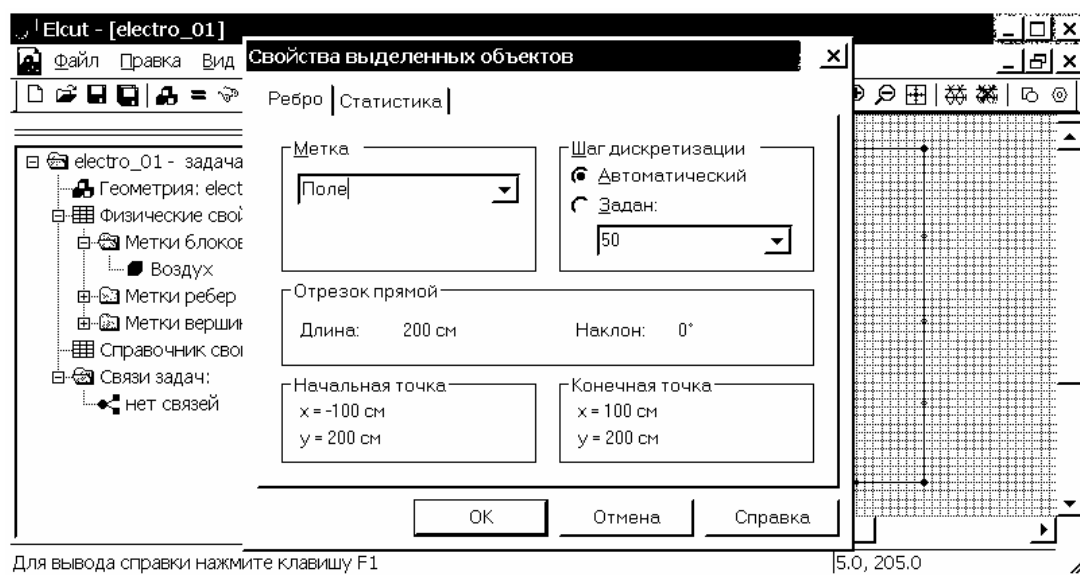 Elcut - [electro_01]
Файл Правка Вид
Свойства выделенных объектов
Ребро Статистика
electro_01 - задача
Геометрия: elect
Физические свой
Метки блоков
Воздух
Метки ребер
Метки вершин
Справочник свой
Связи задач:
нет связей
Метка
Поле
Шаг дискретизации
Автоматический
Задан:
50
Отрезок прямой
Длина: 200 см Наклон: 0°
Начальная точка
x = -100 см
y = 200 см
Конечная точка
x = 100 см
y = 200 см
OK Отмена Справка
Для вывода справки нажмите клавишу F1
5.0, 205.0